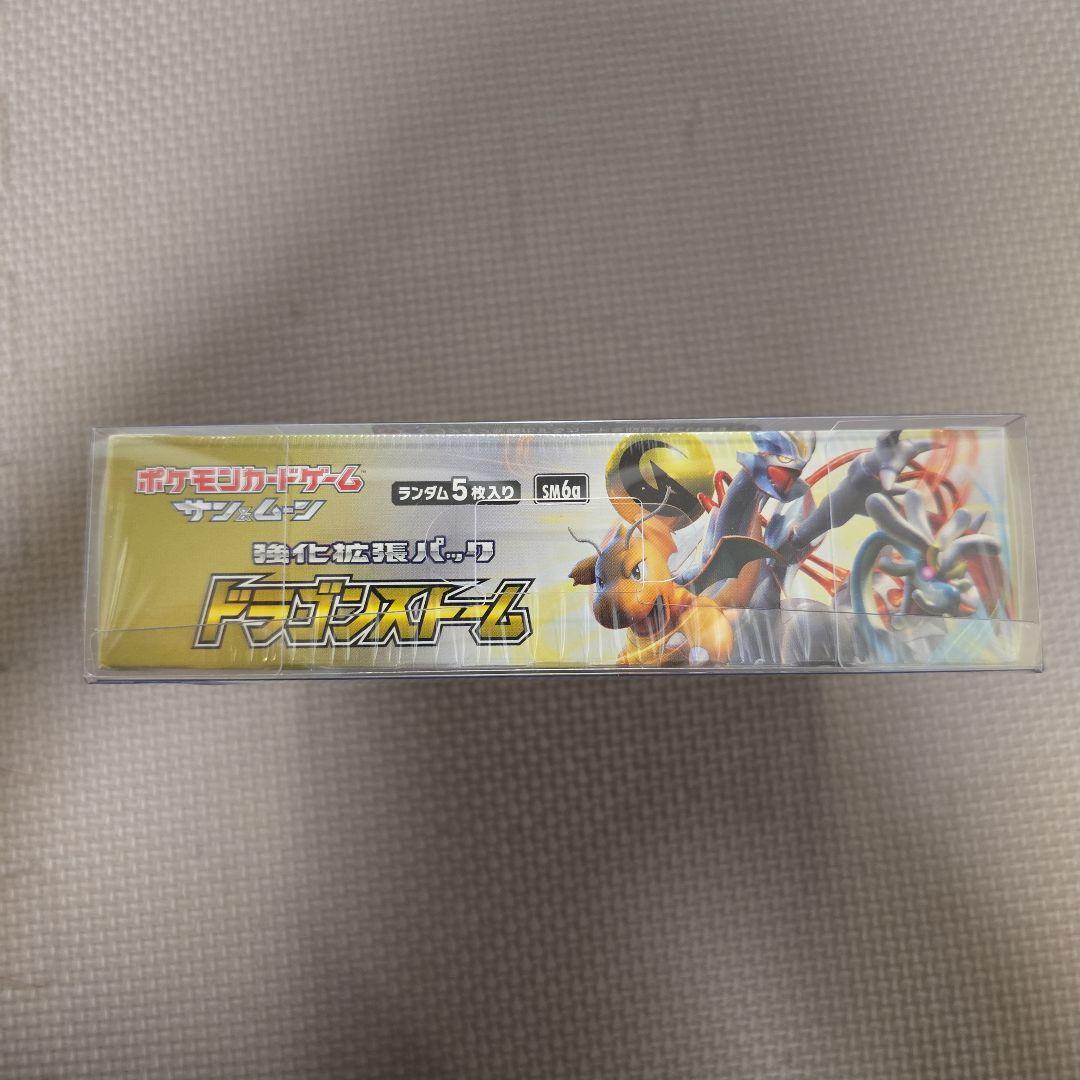 ポケモンカードゲーム™
サン&ムーン
ランダム5枚入り SM6a
強化拡張パック
ドラゴンストーム